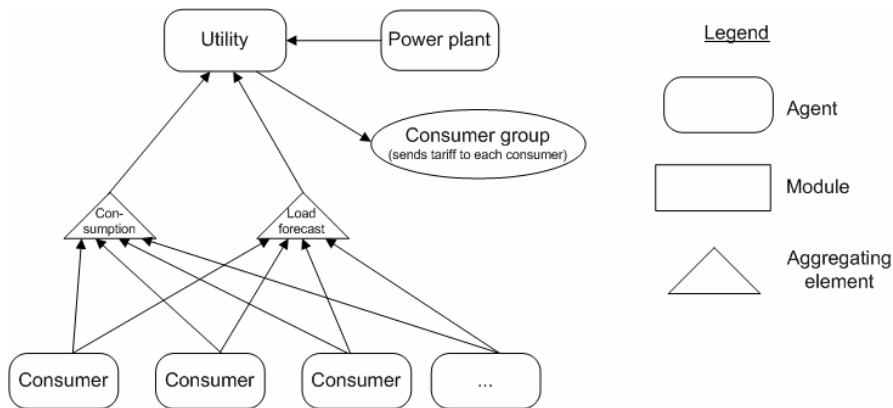 Utility
Power plant
Legend
Agent
Consumer group
(sends tariff to each consumer)
Module
Con-
sumption
Load
forecast
Aggregating
element
Consumer
Consumer
Consumer
...